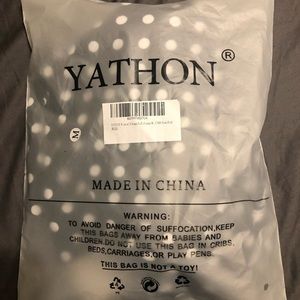 YATHON®
M
MADE IN CHINA
WARNING:
TO AVOID DANGER OF SUFFOCATION,KEEP
THIS BAGS AWAY FROM BABIES AND
CHILDREN.DO NOT USE THIS BAG IN CRIBS,
BEDS,CARRIAGES,OR PLAY PENS.
THIS BAG IS NOT A TOY!